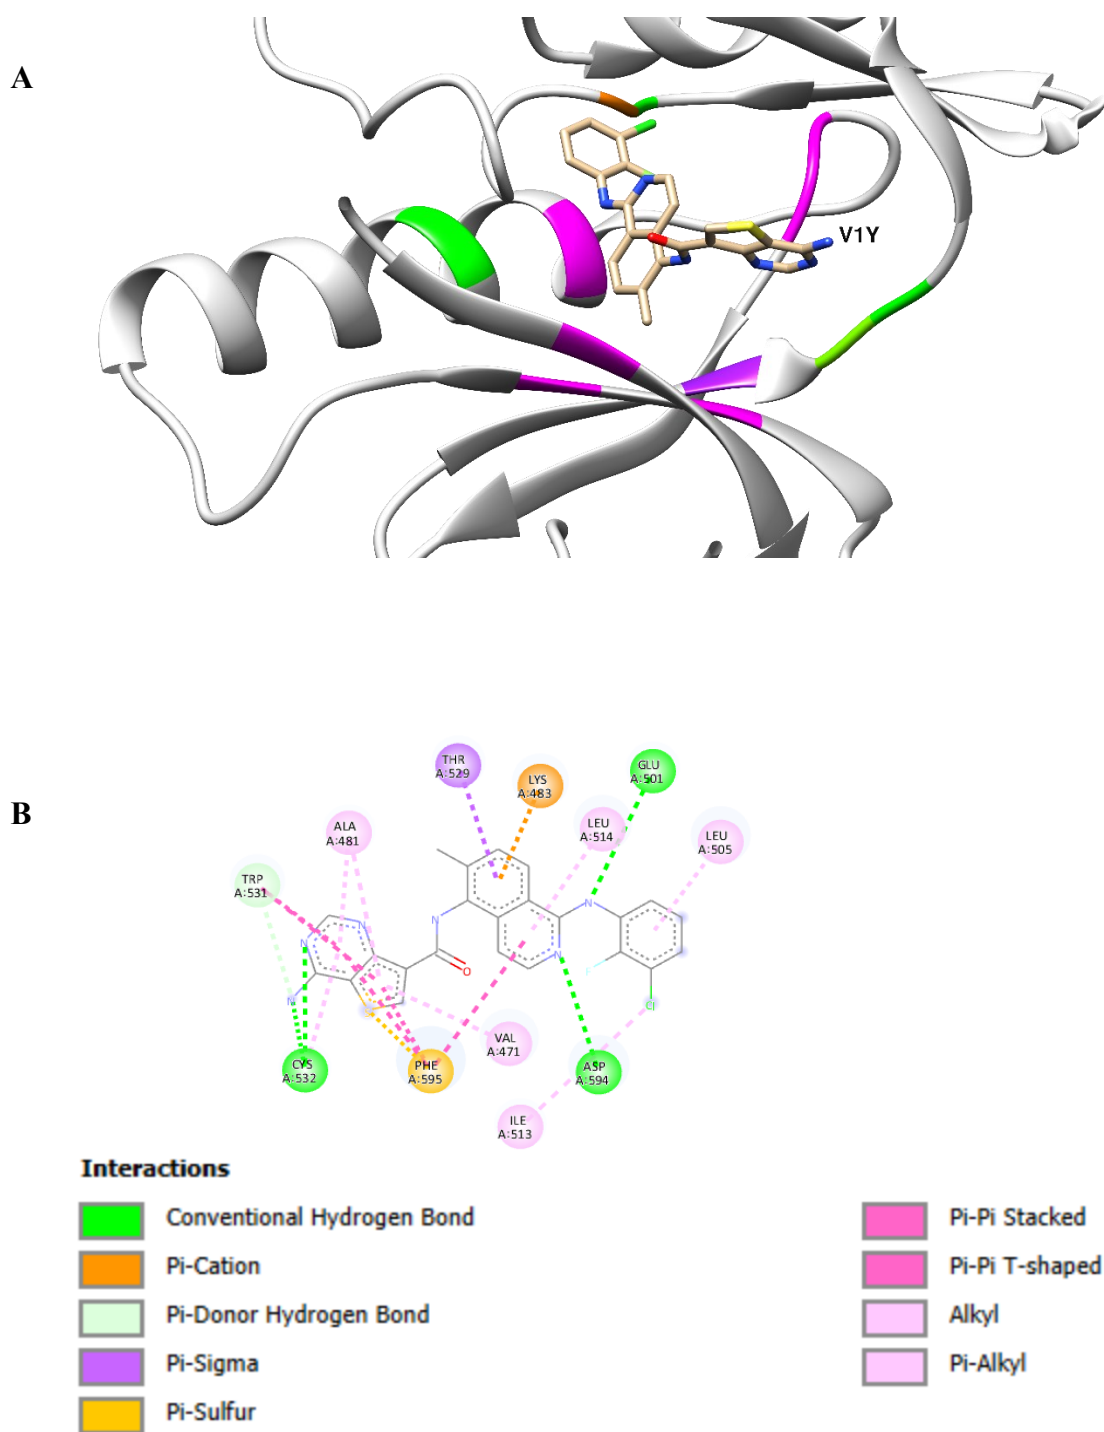 A
V1Y
B
THR
A:529
LYS
A:483
GLU
A:501
ALA
A:481
LEU
A:514
LEU
A:505
TRP
A:531
N
N
N
N
N
N
O
F
S
Cl
VAL
A:471
CYS
A:532
PHE
A:595
ASP
A:594
ILE
A:513
Interactions
Conventional Hydrogen Bond
Pi-Cation
Pi-Donor Hydrogen Bond
Pi-Sigma
Pi-Sulfur
Pi-Pi Stacked
Pi-Pi T-shaped
Alkyl
Pi-Alkyl